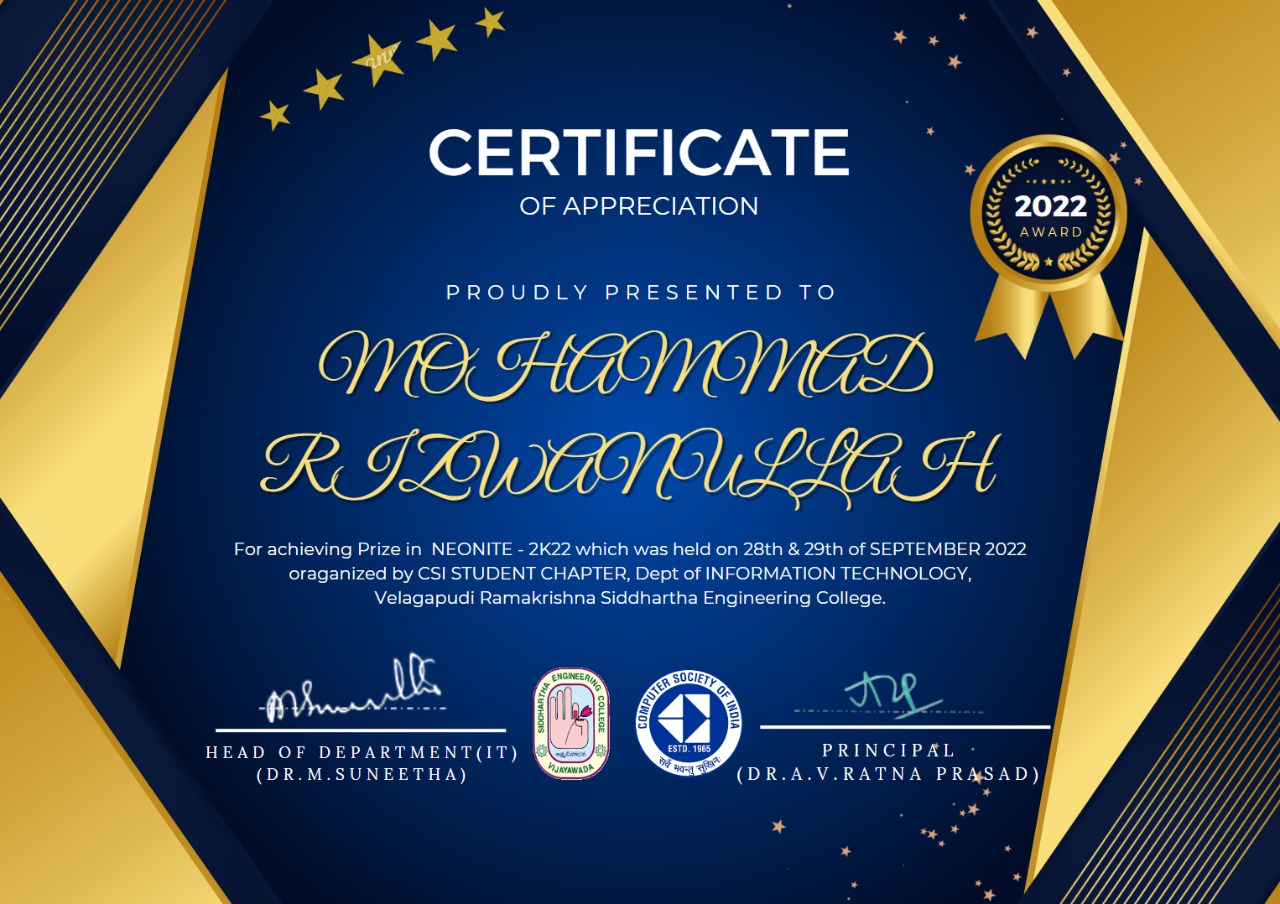 CERTIFICATE
OF APPRECIATION
2022
AWARD
PROUDLY PRESENTED TO
MOHAMMAD
RIZWANULLAH
For achieving Prize in NEONITE - 2K22 which was held on 28th & 29th of SEPTEMBER 2022
oraganized by CSI STUDENT CHAPTER, Dept of INFORMATION TECHNOLOGY,
Velagapudi Ramakrishna Siddhartha Engineering College.
HEAD OF DEPARTMENT(IT)
(DR.M.SUNEETHA)
SIDDHARTHA ENGINEERING COLLEGE
VIJAYAWADA
COMPUTER SOCIETY OF INDIA
ESTD. 1965
सर्वे भवन्तु सुखिनः
PRINCIPAL
(DR.A.V.RATNA PRASAD)